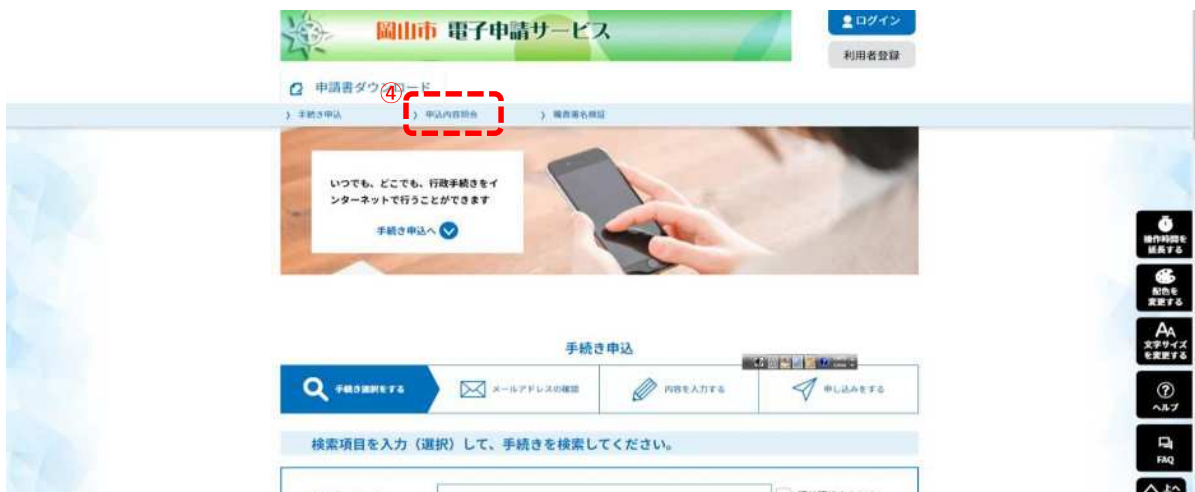 岡山市 電子申請サービス
ログイン
利用者登録
申請書ダウンロード
④
手続き申込
申込内容照会
職責署名検証
いつでも、どこでも、行政手続きをイ
ンターネットで行うことができます
手続き申込へ
操作時間を
延長する
配色を
変更する
AA
文字サイズ
を変更する
ヘルプ
FAQ
手続き申込
手続き選択をする
メールアドレスの確認
内容を入力する
申し込みをする
検索項目を入力（選択）して、手続きを検索してください。